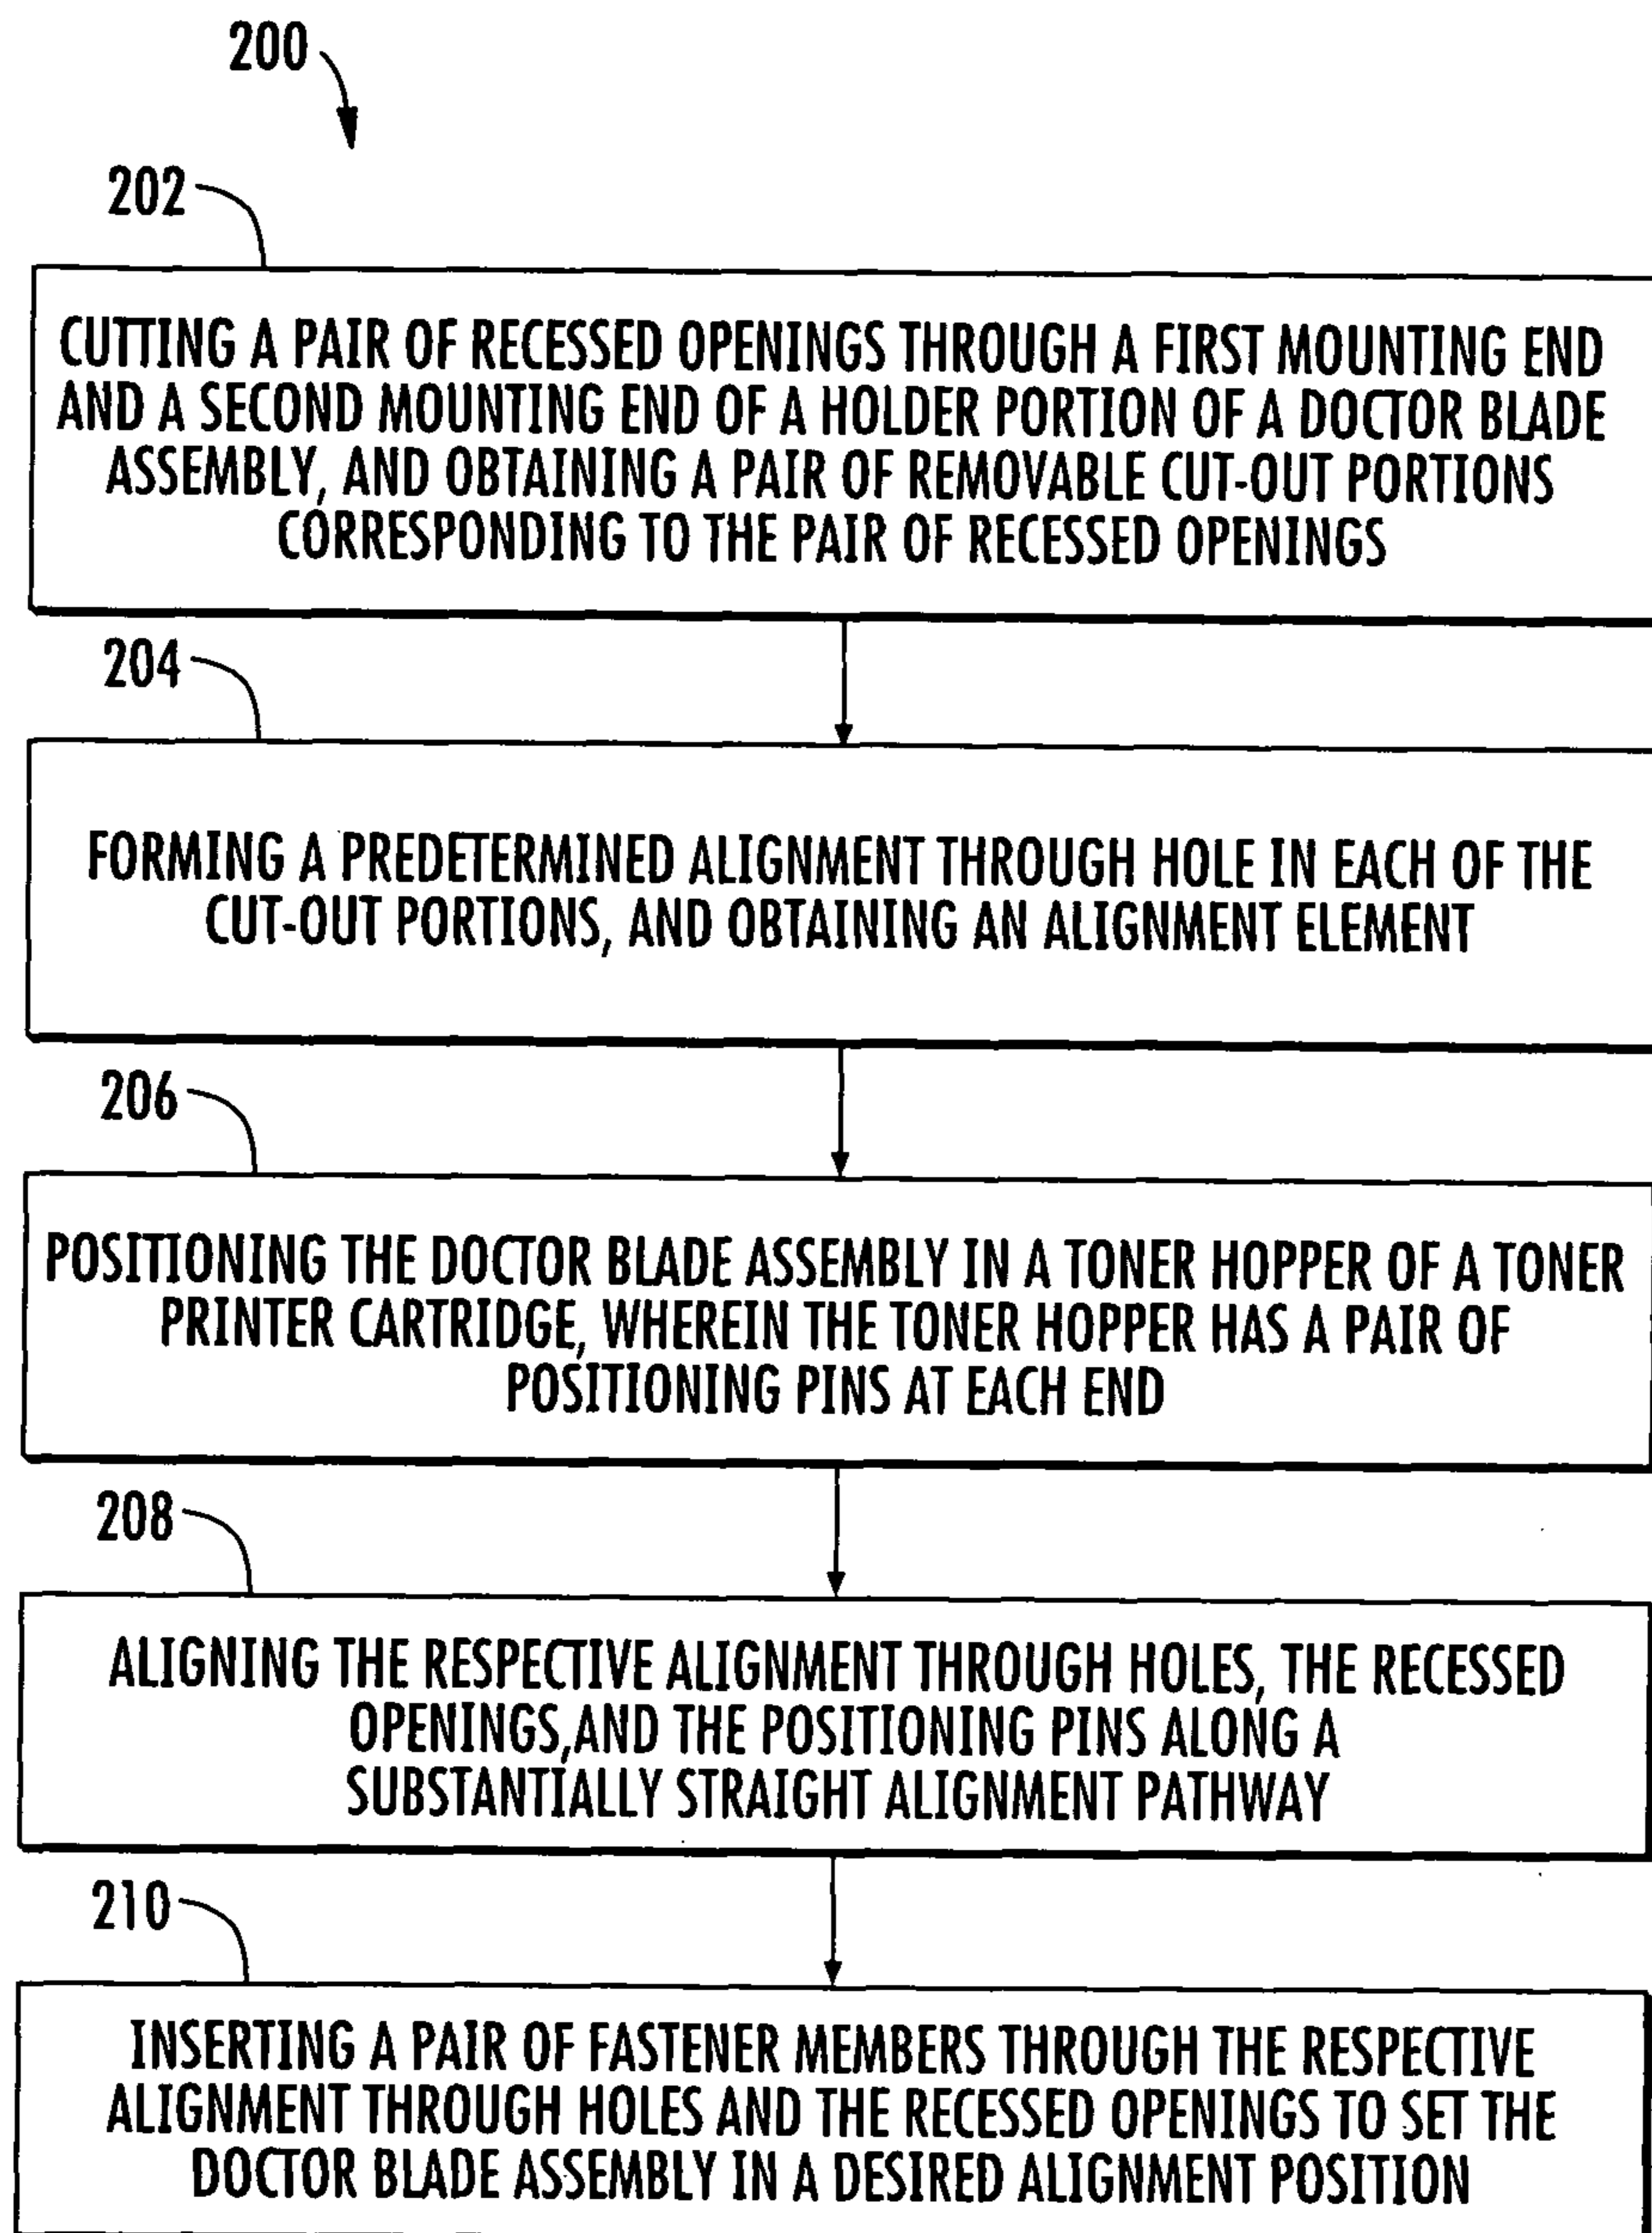 200
202
CUTTING A PAIR OF RECESSED OPENINGS THROUGH A FIRST MOUNTING END
AND A SECOND MOUNTING END OF A HOLDER PORTION OF A DOCTOR BLADE
ASSEMBLY, AND OBTAINING A PAIR OF REMOVABLE CUT-OUT PORTIONS
CORRESPONDING TO THE PAIR OF RECESSED OPENINGS
204
FORMING A PREDETERMINED ALIGNMENT THROUGH HOLE IN EACH OF THE
CUT-OUT PORTIONS, AND OBTAINING AN ALIGNMENT ELEMENT
206
POSITIONING THE DOCTOR BLADE ASSEMBLY IN A TONER HOPPER OF A TONER
PRINTER CARTRIDGE, WHEREIN THE TONER HOPPER HAS A PAIR OF
POSITIONING PINS AT EACH END
208
ALIGNING THE RESPECTIVE ALIGNMENT THROUGH HOLES, THE RECESSED
OPENINGS,AND THE POSITIONING PINS ALONG A
SUBSTANTIALLY STRAIGHT ALIGNMENT PATHWAY
210
INSERTING A PAIR OF FASTENER MEMBERS THROUGH THE RESPECTIVE
ALIGNMENT THROUGH HOLES AND THE RECESSED OPENINGS TO SET THE
DOCTOR BLADE ASSEMBLY IN A DESIRED ALIGNMENT POSITION